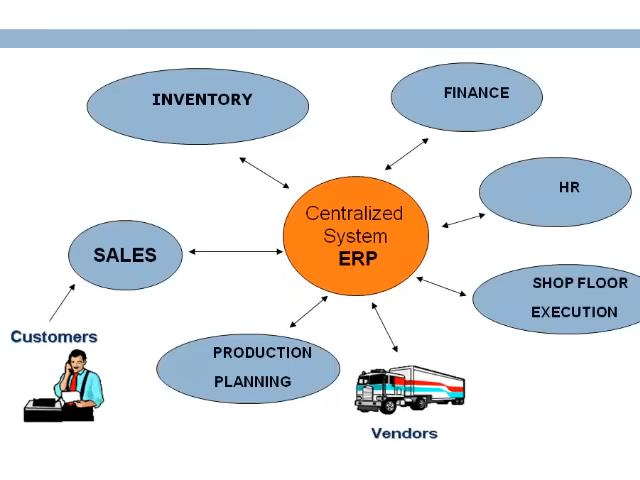 INVENTORY
FINANCE
HR
Centralized
System
ERP
SALES
SHOP FLOOR
EXECUTION
Customers
PRODUCTION
PLANNING
Vendors